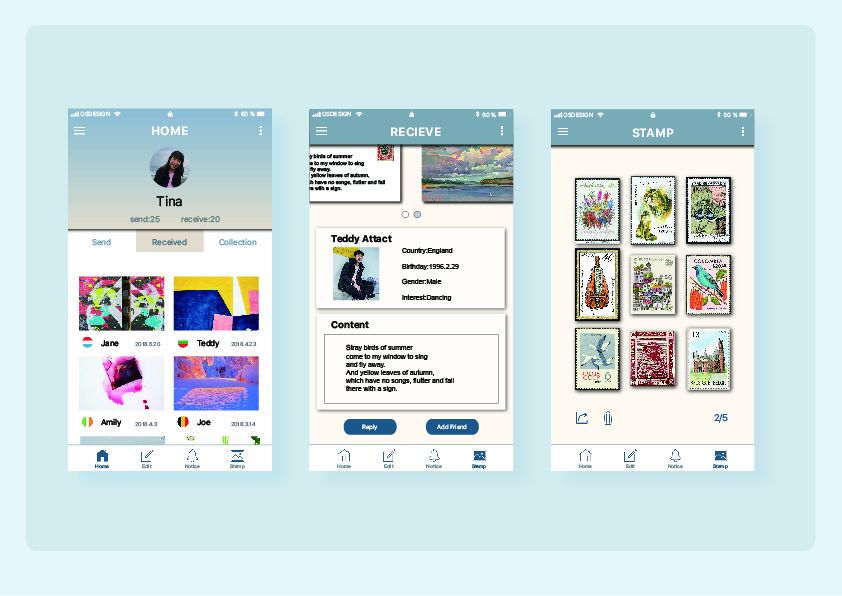 OSDESIGN 60 %
HOME
Tina
send:25 receive:20
Send Received Collection
Jane 2018.5.20
Teddy 2018.4.23
Amily 2018.4.3
Joe 2018.3.14
Home Edit Notice Stamp
OSDESIGN 60 %
RECIEVE
y birds of summer
e to my window to sing
fly away.
yellow leaves of autumn,
ch have no songs, flutter and fall
re with a sign.
Teddy Attact
Country:England
Birthday:1996.2.29
Gender:Male
Interest:Dancing
Content
Stray birds of summer
come to my window to sing
and fly away.
And yellow leaves of autumn,
which have no songs, flutter and fall
there with a sign.
Reply Add Friend
Home Edit Notice Stamp
OSDESIGN 60 %
STAMP
COLOMBIA
13
2/5
Home Edit Notice Stamp